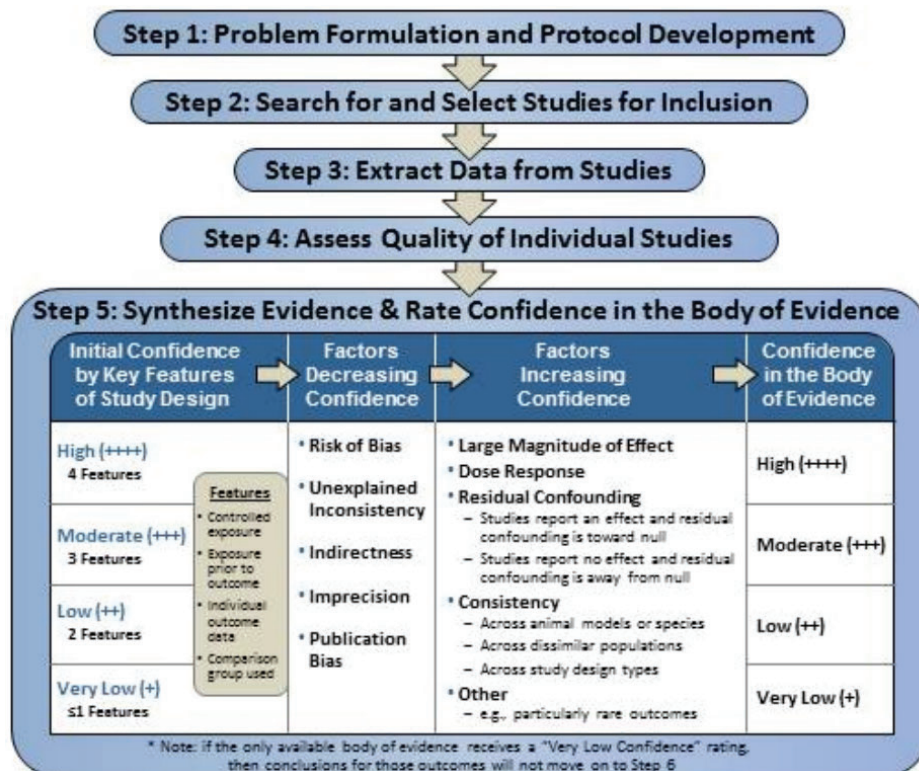 Step 1: Problem Formulation and Protocol Development
Step 2: Search for and Select Studies for Inclusion
Step 3: Extract Data from Studies
Step 4: Assess Quality of Individual Studies
Step 5: Synthesize Evidence & Rate Confidence in the Body of Evidence
Initial Confidence
by Key Features
of Study Design
Factors
Decreasing
Confidence
Factors
Increasing
Confidence
Confidence
in the Body
of Evidence
High (++++)
4 Features
Moderate (+++)
3 Features
Low (++)
2 Features
Very Low (+)
≤1 Features
Features
• Controlled
exposure
• Exposure
prior to
outcome
• Individual
outcome
data
• Comparison
group used
• Risk of Bias
• Unexplained
Inconsistency
• Indirectness
• Imprecision
• Publication
Bias
• Large Magnitude of Effect
• Dose Response
• Residual Confounding
– Studies report an effect and residual
confounding is toward null
– Studies report no effect and residual
confounding is away from null
• Consistency
– Across animal models or species
– Across dissimilar populations
– Across study design types
• Other
– e.g., particularly rare outcomes
High (++++)
Moderate (+++)
Low (++)
Very Low (+)
* Note: if the only available body of evidence receives a "Very Low Confidence" rating,
then conclusions for those outcomes will not move on to Step 6